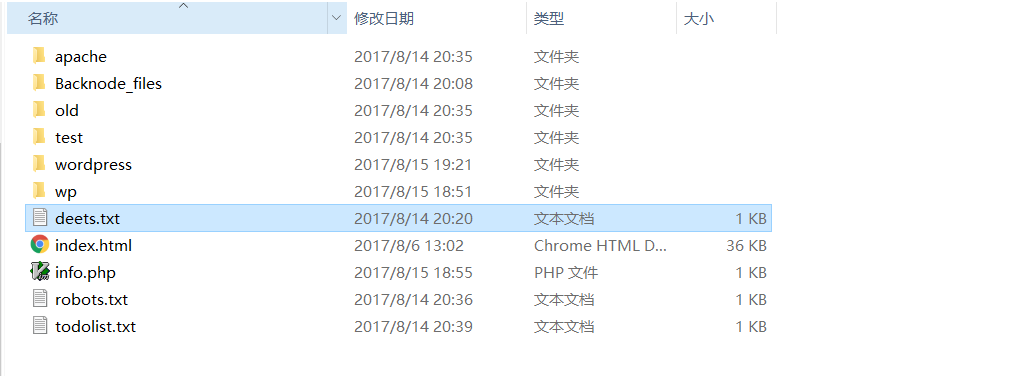 名称 修改日期 类型 大小
apache 2017/8/14 20:35 文件夹
Backnode_files 2017/8/14 20:08 文件夹
old 2017/8/14 20:35 文件夹
test 2017/8/14 20:35 文件夹
wordpress 2017/8/15 19:21 文件夹
wp 2017/8/15 18:51 文件夹
deets.txt 2017/8/14 20:20 文本文档 1 KB
index.html 2017/8/6 13:02 Chrome HTML D... 36 KB
info.php 2017/8/15 18:55 PHP 文件 1 KB
robots.txt 2017/8/14 20:36 文本文档 1 KB
todolist.txt 2017/8/14 20:39 文本文档 1 KB